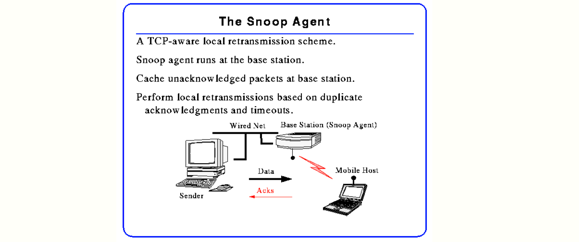 The Snoop Agent
A TCP-aware local retransmission scheme.
Snoop agent runs at the base station.
Cache unacknowledged packets at base station.
Perform local retransmissions based on duplicate
acknowledgments and timeouts.
Wired Net
Base Station (Snoop Agent)
Data
Mobile Host
Acks
Sender